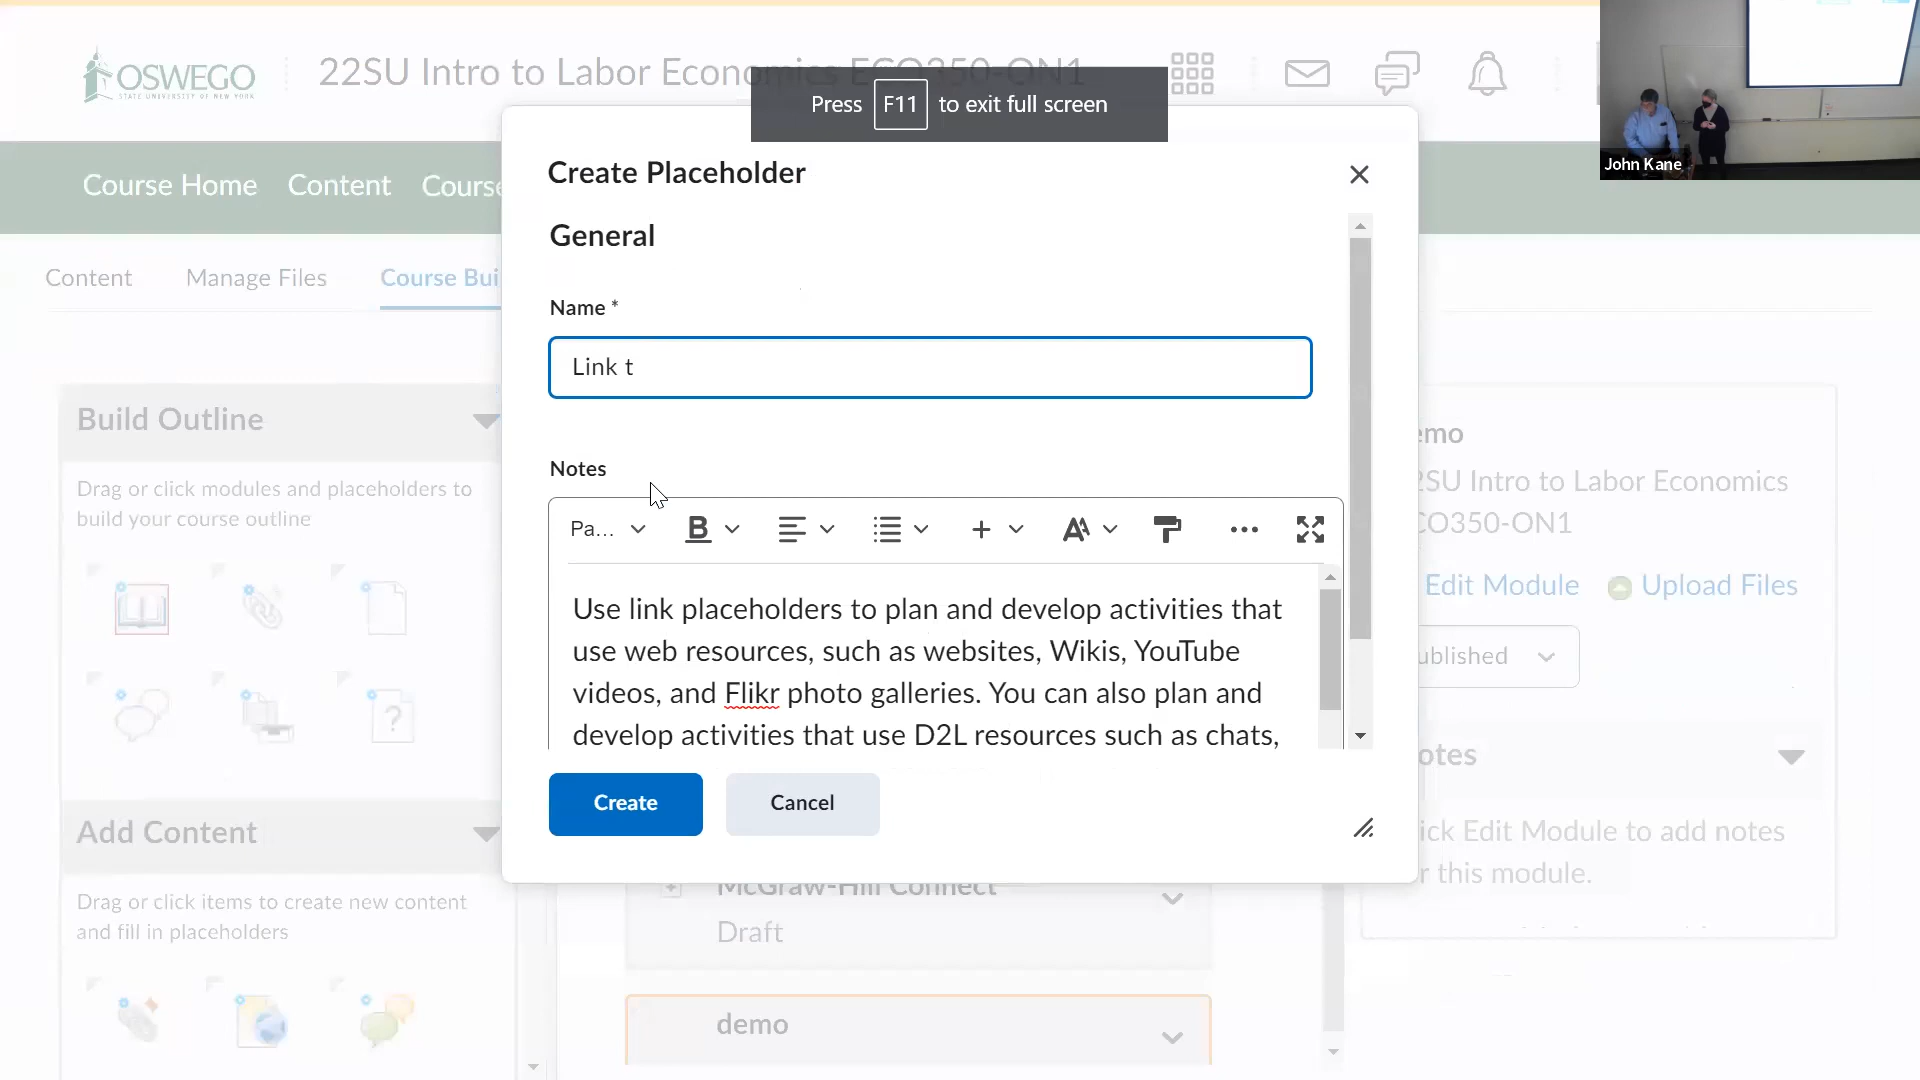 OSWEGO
STATE UNIVERSITY OF NEW YORK
22SU Intro to Labor Economics ECO350-ON1
Press F11 to exit full screen
John Kane
Course Home Content Course
Content Manage Files Course Bui
Create Placeholder
General
Name *
Link t
Notes
Pa...
Use link placeholders to plan and develop activities that
use web resources, such as websites, Wikis, YouTube
videos, and Flikr photo galleries. You can also plan and
develop activities that use D2L resources such as chats,
Create Cancel
Build Outline
Drag or click modules and placeholders to
build your course outline
Add Content
Drag or click items to create new content
and fill in placeholders
McGraw-Hill Connect
Draft
demo
emo
2SU Intro to Labor Economics
CO350-ON1
Edit Module Upload Files
ublished
otes
ick Edit Module to add notes
r this module.